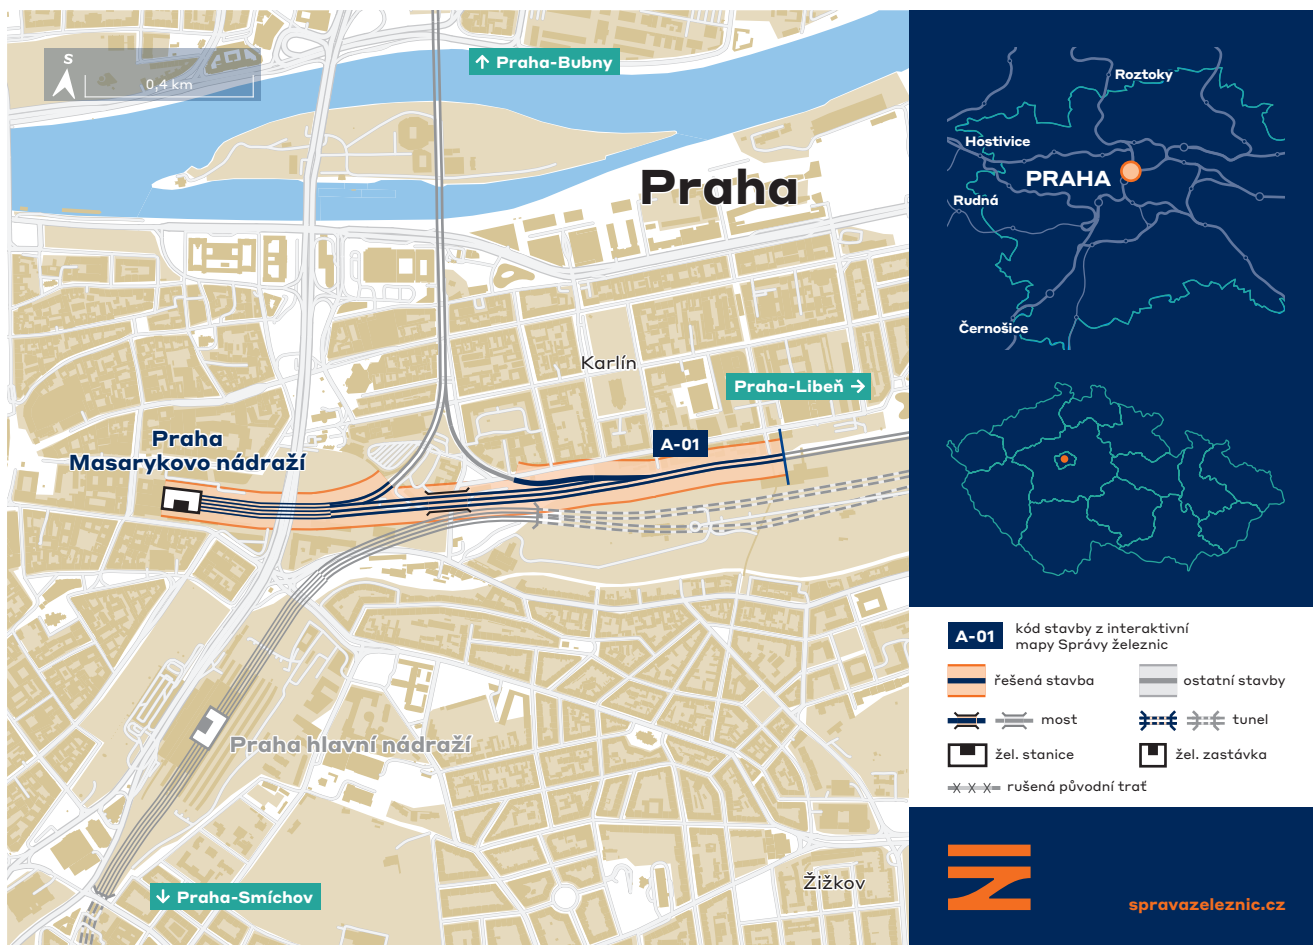 S
0,4 km
↑ Praha-Bubny
Praha
Karlín
Praha-Libeň →
A-01
Praha
Masarykovo nádraží
Praha hlavní nádraží
↓ Praha-Smíchov
Žižkov
Roztoky
Hostivice
PRAHA
Rudná
Černošice
A-01
kód stavby z interaktivní
mapy Správy železnic
řešená stavba
ostatní stavby
most
tunel
žel. stanice
žel. zastávka
rušená původní trať
spravazeleznic.cz